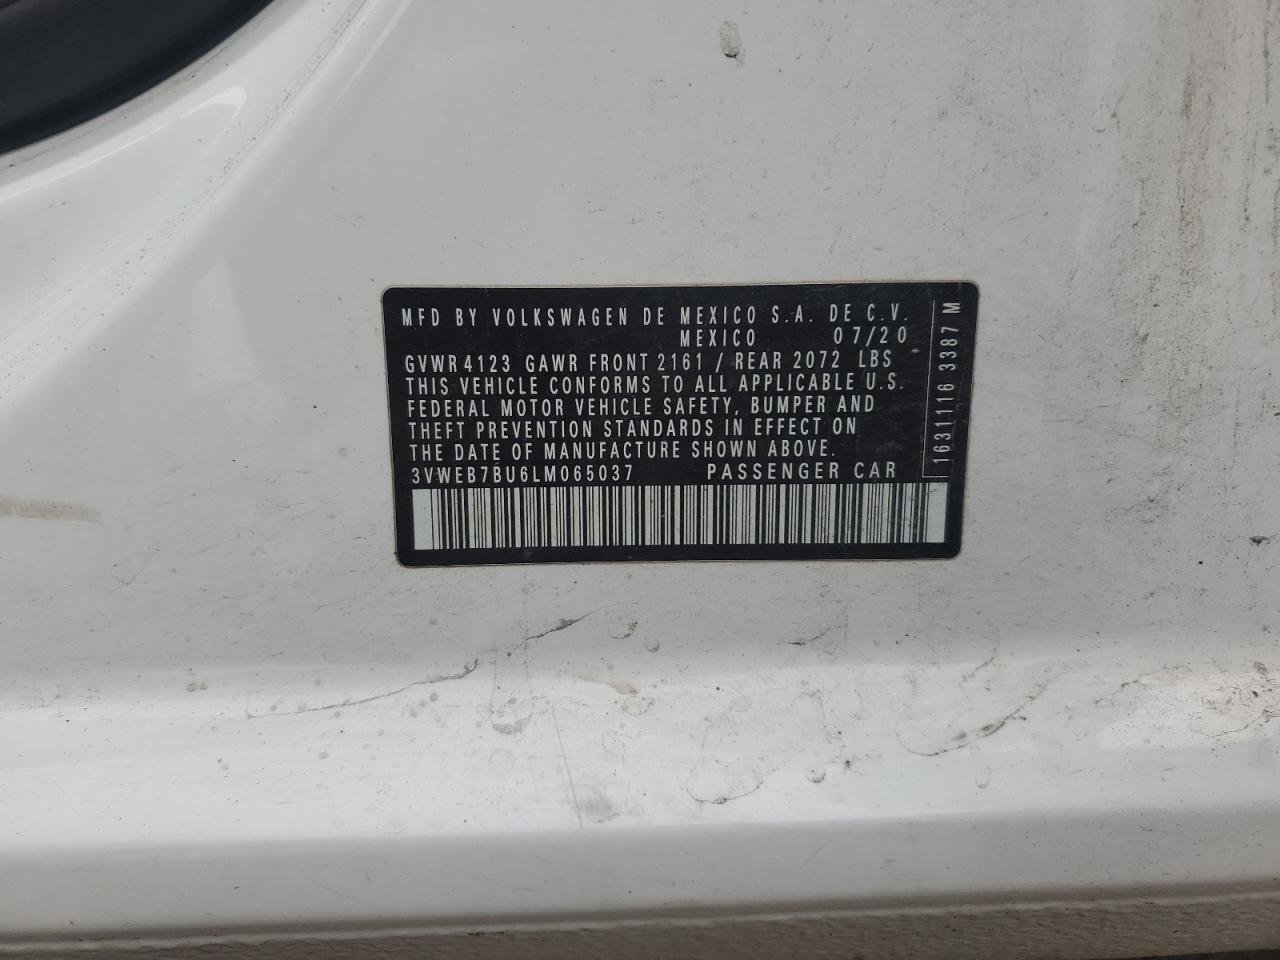 MFD BY VOLKSWAGEN DE MEXICO S.A. DE C.V.
MEXICO 07/20
GVWR 4123 GAWR FRONT 2161 / REAR 2072 LBS
THIS VEHICLE CONFORMS TO ALL APPLICABLE U.S.
FEDERAL MOTOR VEHICLE SAFETY, BUMPER AND
THEFT PREVENTION STANDARDS IN EFFECT ON
THE DATE OF MANUFACTURE SHOWN ABOVE.
3VWEB7BU6LM065037 PASSENGER CAR
1631116 3387 M